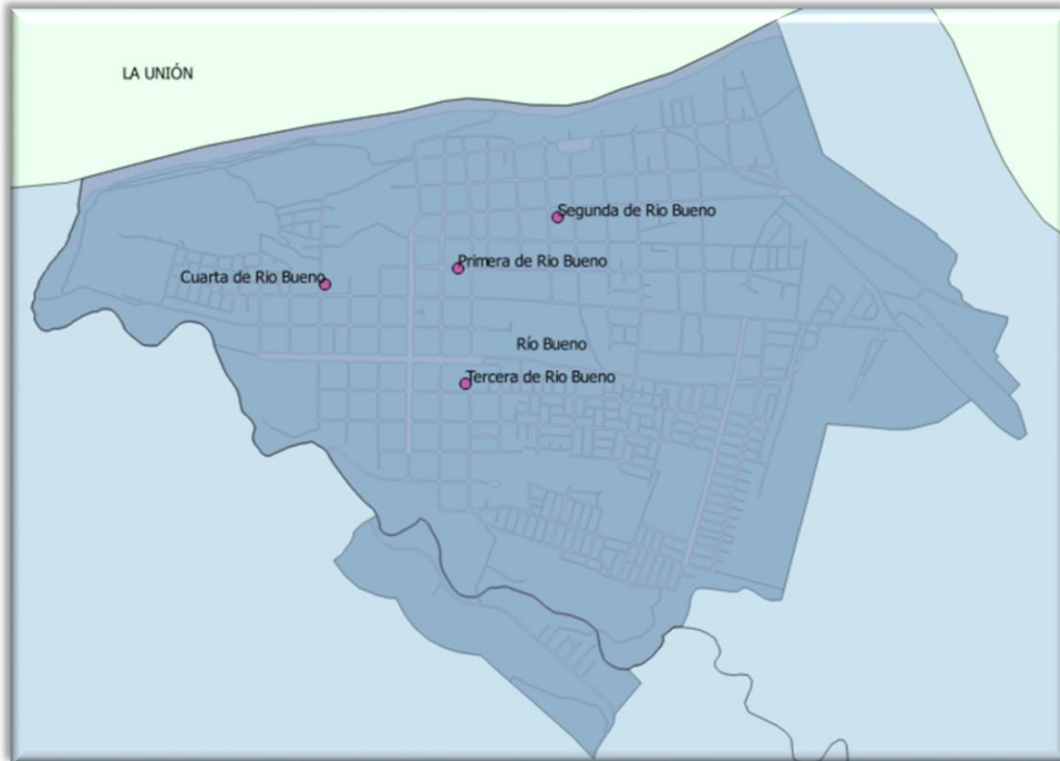 LA UNIÓN
Segunda de Rio Bueno
Primera de Rio Bueno
Cuarta de Rio Bueno
Río Bueno
Tercera de Rio Bueno